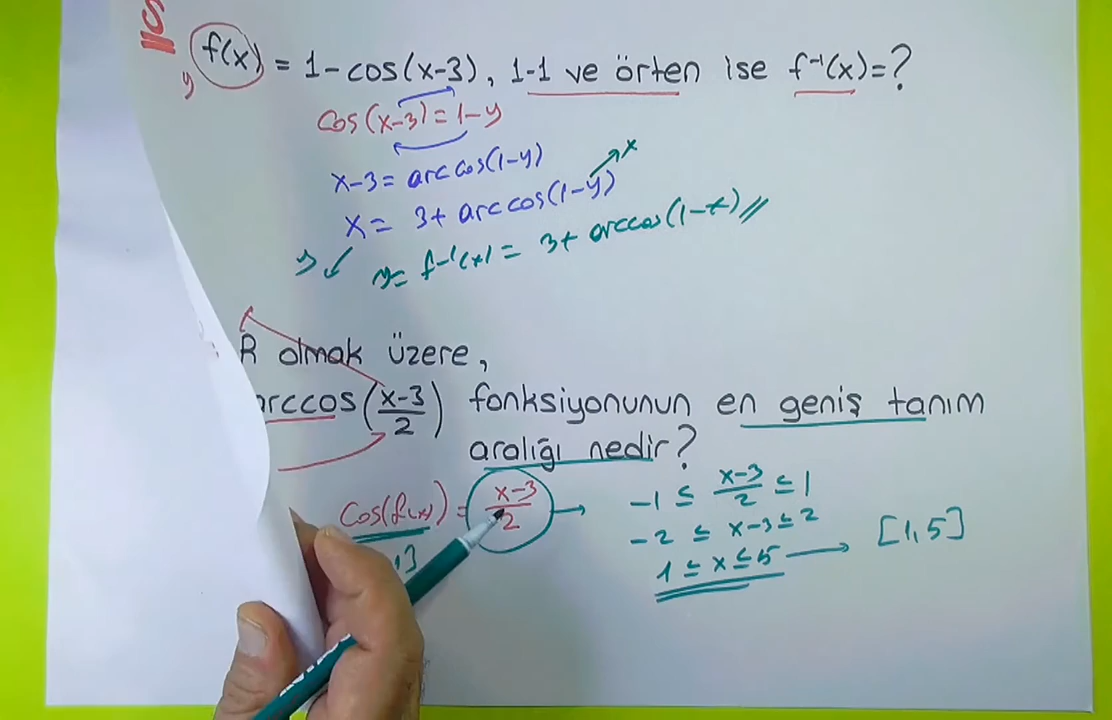 f(x) = 1-cos(x-3), 1-1 ve örten ise f⁻¹(x)=?
y
cos(x-3)=1-y
x-3= arccos(1-y)
x
x= 3+ arccos(1-y)
y
y= f⁻¹(x) = 3+ arccos(1-x)//
R olmak üzere,
arccos(x-3/2) fonksiyonunun en geniş tanım
aralığı nedir?
cos(f(x)) = x-3/2 → -1 ≤ x-3/2 ≤ 1
-2 ≤ x-3 ≤ 2
1 ≤ x ≤ 5 → [1,5]
,1]